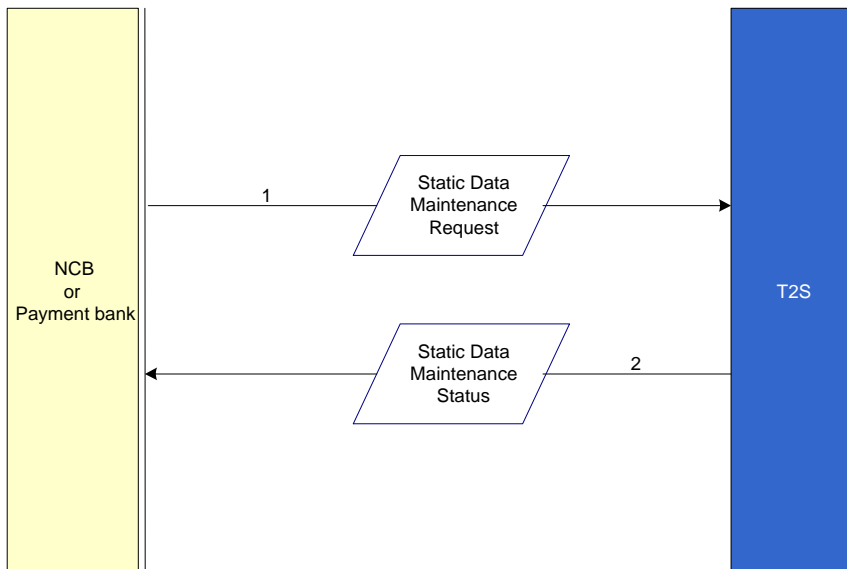 1
Static Data
Maintenance
Request
NCB
or
Payment bank
T2S
Static Data
Maintenance
Status
2